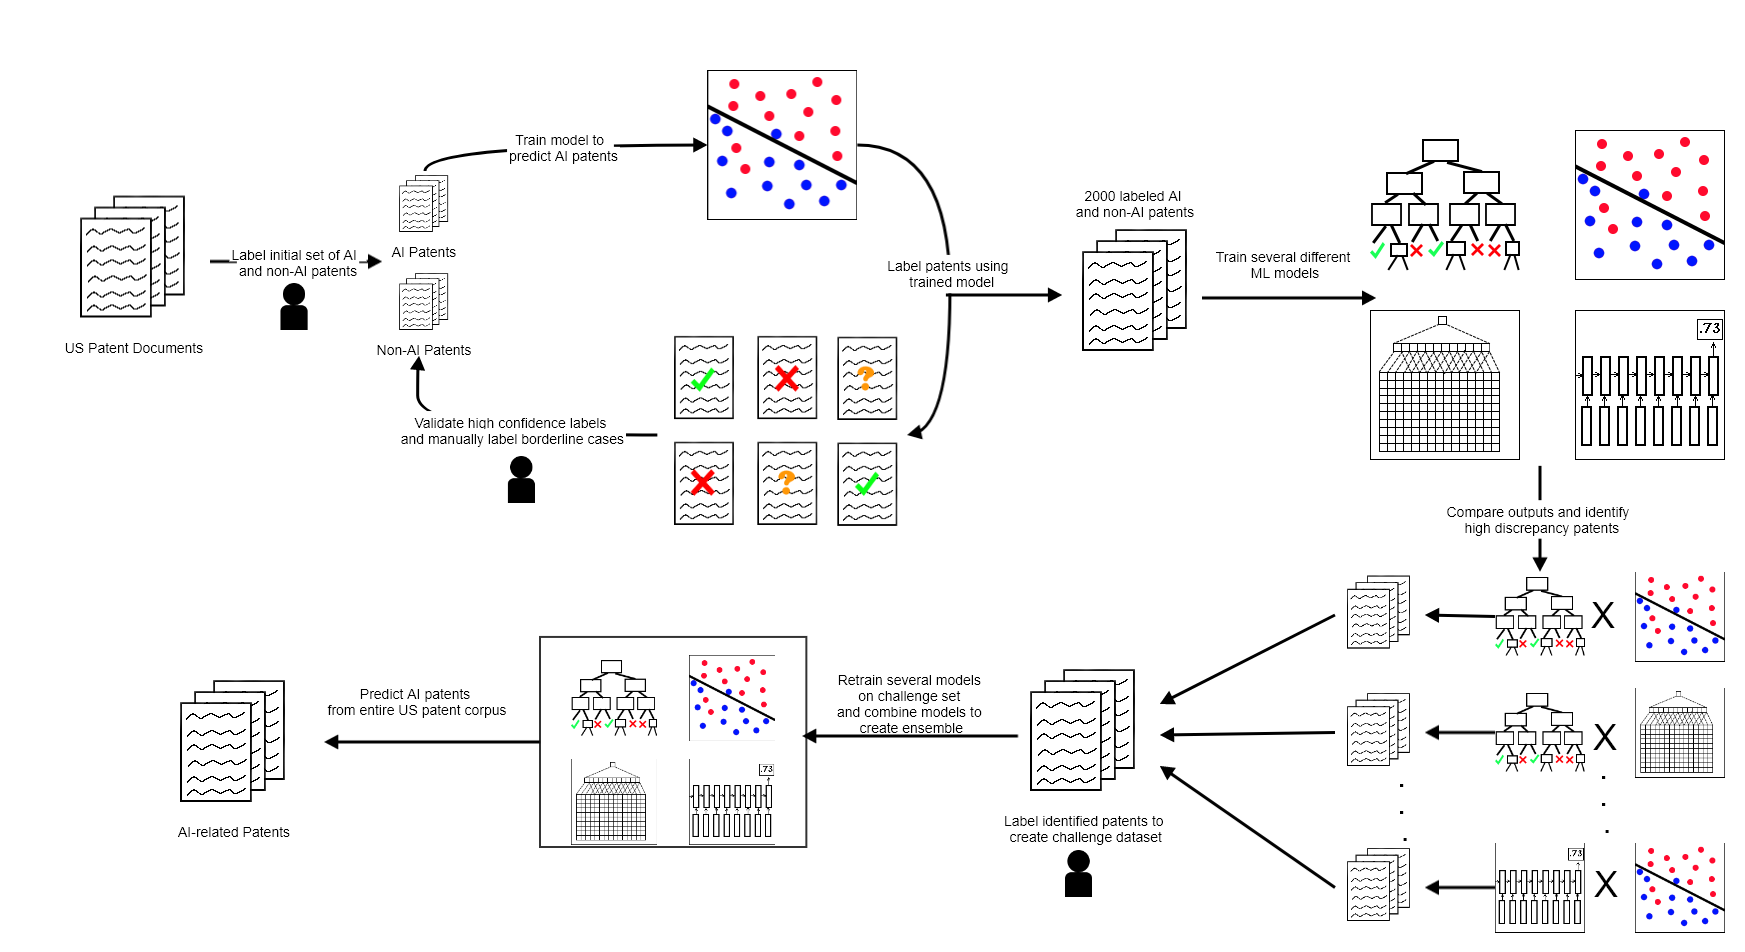 Train model to
predict AI patents
Label initial set of AI
and non-AI patents
AI Patents
US Patent Documents
Non-AI Patents
Validate high confidence labels
and manually label borderline cases
?
?
Label patents using
trained model
2000 labeled AI
and non-AI patents
Train several different
ML models
.73
Compare outputs and identify
high discrepancy patents
X
X
.73
X
Label identified patents to
create challenge dataset
Retrain several models
on challenge set
and combine models to
create ensemble
.73
Predict AI patents
from entire US patent corpus
AI-related Patents